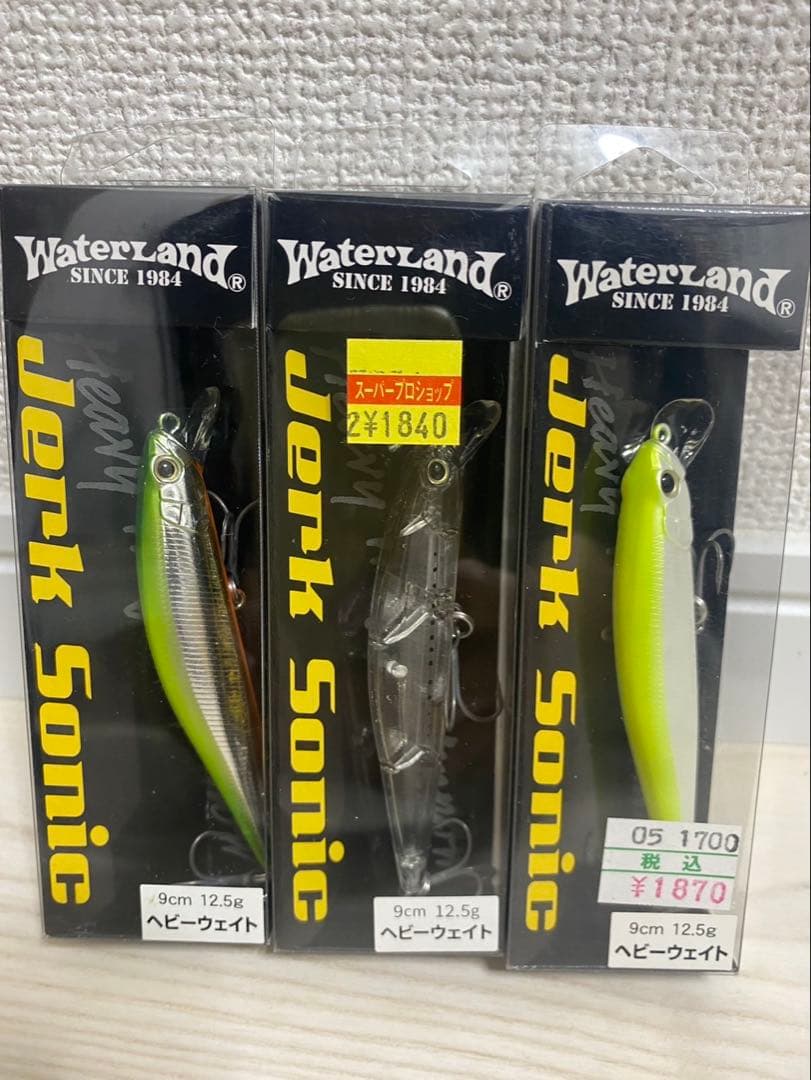 WaterLand®
SINCE 1984
Heavy
Jerk Sonic
9cm 12.5g
ヘビーウェイト
WaterLand®
SINCE 1984
スーパープロショップ
2¥1840
Jerk Sonic
9cm 12.5g
ヘビーウェイト
WaterLand®
SINCE 1984
Heavy
Jerk Sonic
05 1700
税 込
¥1870
9cm 12.5g
ヘビーウェイト